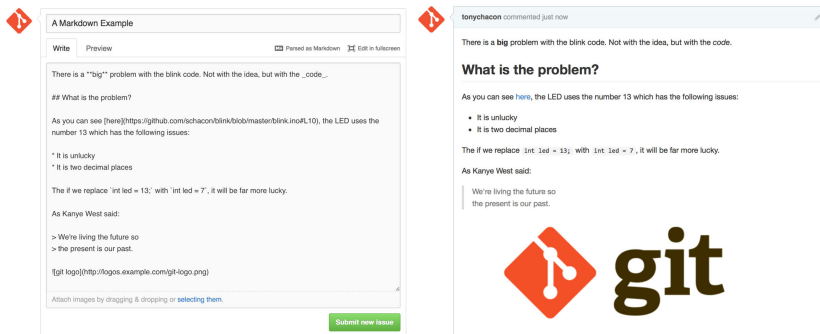 A Markdown Example
Write Preview Parsed as Markdown Edit in fullscreen
There is a **big** problem with the blink code. Not with the idea, but with the _code_.
## What is the problem?
As you can see [here](https://github.com/schacon/blink/blob/master/blink.ino#L10), the LED uses the
number 13 which has the following issues:
* It is unlucky
* It is two decimal places
The if we replace `int led = 13;` with `int led = 7`, it will be far more lucky.
As Kanye West said:
> We're living the future so
> the present is our past.
![git logo](http://logos.example.com/git-logo.png)
Attach images by dragging & dropping or selecting them.
Submit new issue
tonychacon commented just now
There is a big problem with the blink code. Not with the idea, but with the code.
What is the problem?
As you can see here, the LED uses the number 13 which has the following issues:
• It is unlucky
• It is two decimal places
The if we replace int led = 13; with int led = 7 , it will be far more lucky.
As Kanye West said:
We're living the future so
the present is our past.
git